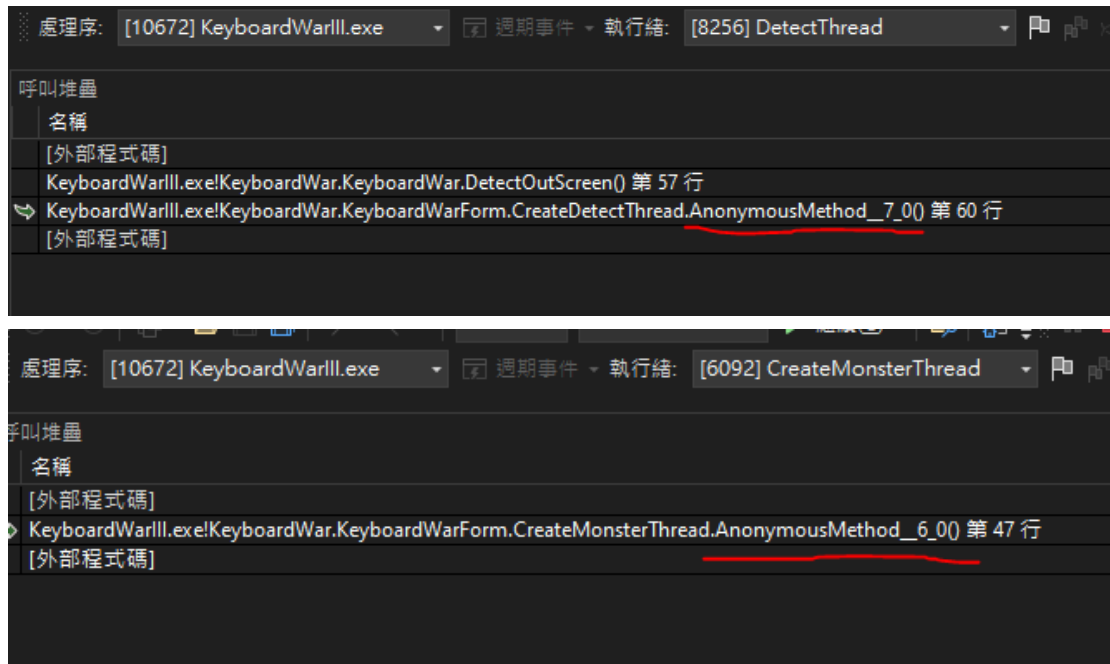 處理序: [10672] KeyboardWarIII.exe 週期事件 執行緒: [8256] DetectThread
呼叫堆疊
名稱
[外部程式碼]
KeyboardWarIII.exe!KeyboardWar.KeyboardWar.DetectOutScreen() 第 57 行
KeyboardWarIII.exe!KeyboardWar.KeyboardWarForm.CreateDetectThread.AnonymousMethod__7_0() 第 60 行
[外部程式碼]
處理序: [10672] KeyboardWarIII.exe 週期事件 執行緒: [6092] CreateMonsterThread
呼叫堆疊
名稱
[外部程式碼]
KeyboardWarIII.exe!KeyboardWar.KeyboardWarForm.CreateMonsterThread.AnonymousMethod__6_0() 第 47 行
[外部程式碼]